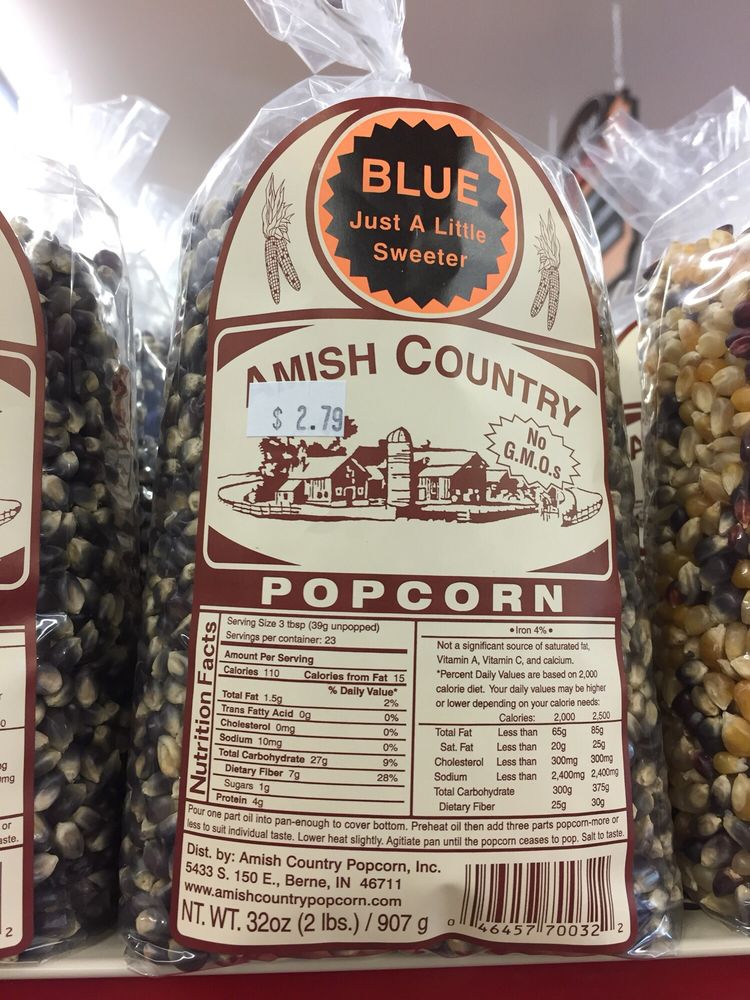 BLUE
Just A Little
Sweeter
AMISH COUNTRY
$ 2.79
No
G.M.O.s
POPCORN
Nutrition Facts
Serving Size 3 tbsp (39g unpopped)
Servings per container: 23
Amount Per Serving
Calories 110 Calories from Fat 15
% Daily Value*
Total Fat 1.5g 2%
Trans Fatty Acid 0g 0%
Cholesterol 0mg 0%
Sodium 10mg 0%
Total Carbohydrate 27g 9%
Dietary Fiber 7g 28%
Sugars 1g
Protein 4g
• Iron 4% •
Not a significant source of saturated fat,
Vitamin A, Vitamin C, and calcium.
*Percent Daily Values are based on 2,000
calorie diet. Your daily values may be higher
or lower depending on your calorie needs:
Calories: 2,000 2,500
Total Fat Less than 65g 85g
Sat. Fat Less than 20g 25g
Cholesterol Less than 300mg 300mg
Sodium Less than 2,400mg 2,400mg
Total Carbohydrate 300g 375g
Dietary Fiber 25g 30g
Pour one part oil into pan-enough to cover bottom. Preheat oil then add three parts popcorn-more or
less to suit individual taste. Lower heat slightly. Agitiate pan until the popcorn ceases to pop. Salt to taste.
Dist. by: Amish Country Popcorn, Inc.
5433 S. 150 E., Berne, IN 46711
www.amishcountrypopcorn.com
NT. WT. 32oz (2 lbs.) / 907 g
0 46457 70032 2